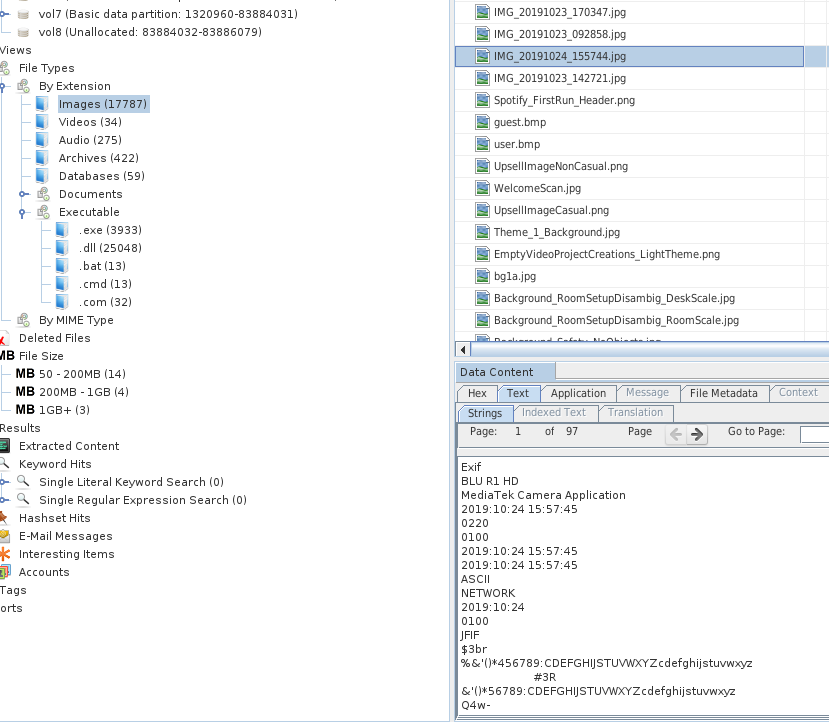 vol7 (Basic data partition: 1320960-83884031)
vol8 (Unallocated: 83884032-83886079)
Views
File Types
By Extension
Images (17787)
Videos (34)
Audio (275)
Archives (422)
Databases (59)
Documents
Executable
.exe (3933)
.dll (25048)
.bat (13)
.cmd (13)
.com (32)
By MIME Type
Deleted Files
MB File Size
MB 50 - 200MB (14)
MB 200MB - 1GB (4)
MB 1GB+ (3)
Results
Extracted Content
Keyword Hits
Single Literal Keyword Search (0)
Single Regular Expression Search (0)
Hashset Hits
E-Mail Messages
Interesting Items
Accounts
Tags
orts
IMG_20191023_170347.jpg
IMG_20191023_092858.jpg
IMG_20191024_155744.jpg
IMG_20191023_142721.jpg
Spotify_FirstRun_Header.png
guest.bmp
user.bmp
UpsellImageNonCasual.png
WelcomeScan.jpg
UpsellImageCasual.png
Theme_1_Background.jpg
EmptyVideoProjectCreations_LightTheme.png
bg1a.jpg
Background_RoomSetupDisambig_DeskScale.jpg
Background_RoomSetupDisambig_RoomScale.jpg
Background_Safety_NoObjects.jpg
Data Content
Hex Text Application Message File Metadata Context
Strings Indexed Text Translation
Page: 1 of 97 Page Go to Page:
Exif
BLU R1 HD
MediaTek Camera Application
2019:10:24 15:57:45
0220
0100
2019:10:24 15:57:45
2019:10:24 15:57:45
ASCII
NETWORK
2019:10:24
0100
JFIF
$3br
%&'()*456789:CDEFGHIJSTUVWXYZcdefghijstuvwxyz
#3R
&'()*56789:CDEFGHIJSTUVWXYZcdefghijstuvwxyz
Q4w-